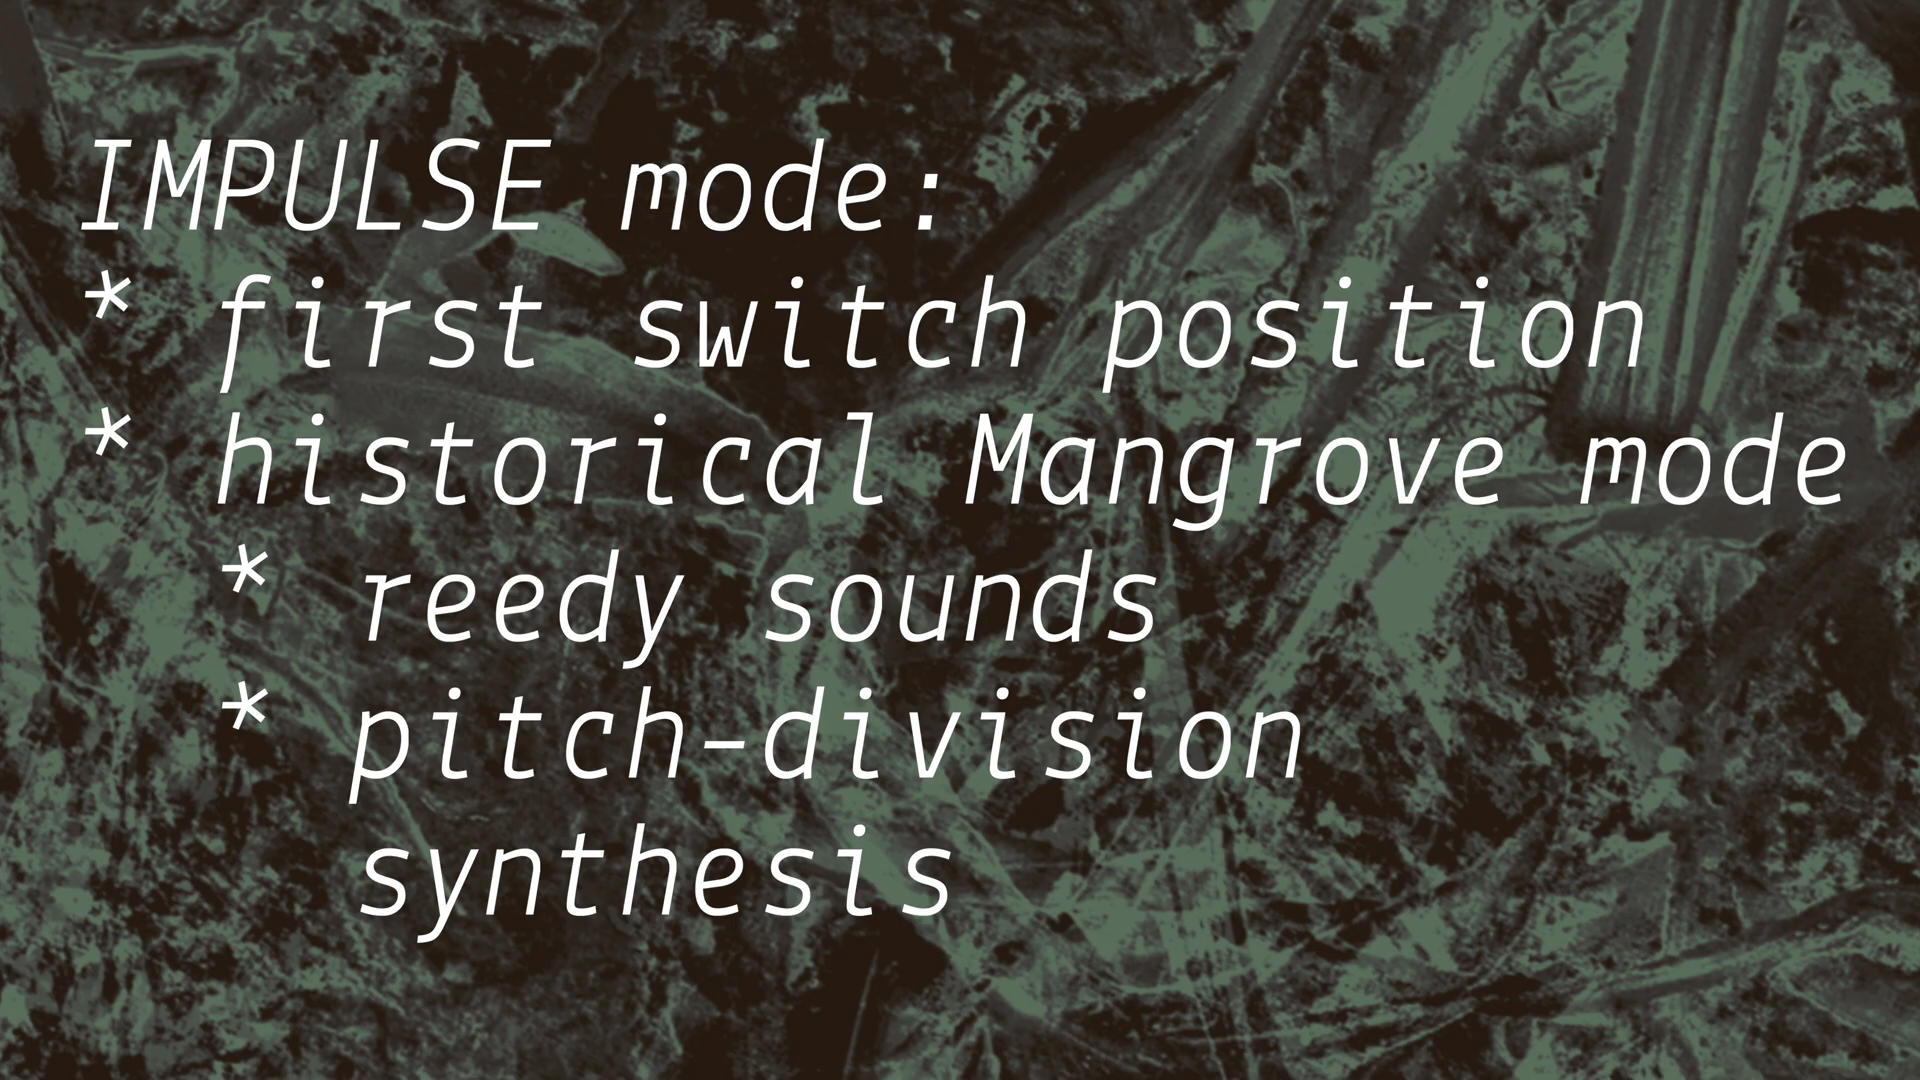 IMPULSE mode:
* first switch position
* historical Mangrove mode
* reedy sounds
* pitch-division
synthesis